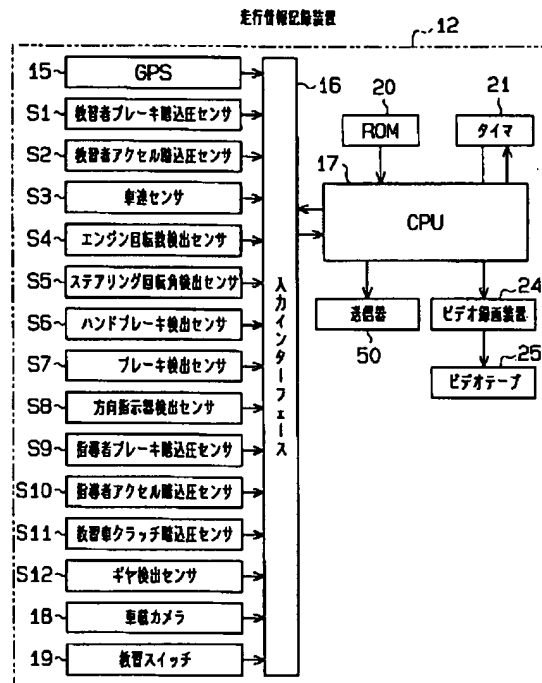 走行情報記録装置
12
15 GPS
16
20
21
S1 教習者ブレーキ踏込圧センサ
ROM
タイマ
S2 教習者アクセル踏込圧センサ
17
S3 車速センサ
CPU
S4 エンジン回転数検出センサ
S5 ステアリング回転角検出センサ
入力インターフェース
送信器
ビデオ録画装置
24
S6 ハンドブレーキ検出センサ
50
25
S7 ブレーキ検出センサ
ビデオテープ
S8 方向指示器検出センサ
S9 指導者ブレーキ踏込圧センサ
S10 指導者アクセル踏込圧センサ
S11 教習車クラッチ踏込圧センサ
S12 ギヤ検出センサ
18 車載カメラ
19 教習スイッチ